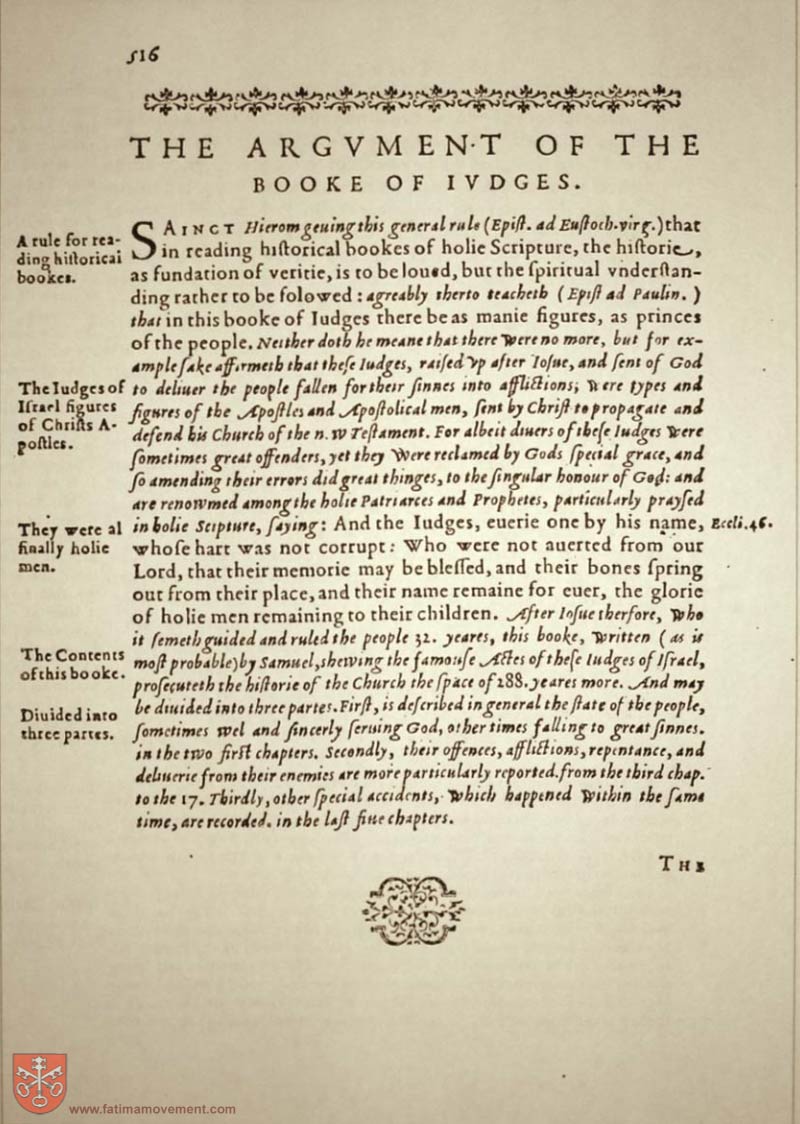 516
THE ARGVMEN·T OF THE
BOOKE OF IVDGES.
SAINCT Hierom geuing this general rule (Epiſt. ad Euſtoch. virg.) that
in reading hiſtorical bookes of holie Scripture, the hiſtorie,
as fundation of veritie, is to be loued, but the ſpiritual vnderſtan-
ding rather to be folowed : agreably therto teacheth (Epiſt ad Paulin. )
that in this booke of Iudges there be as manie figures, as princes
of the people. Neither doth he meane that there were no more, but for ex-
ample ſake affirmeth that theſe Iudges, raiſed vp after Ioſue, and ſent of God
to deliuer the people fallen for their ſinnes into afflictions; were types and
figures of the Apoſtles and Apoſtolical men, ſent by Chriſt to propagate and
defend his Church of the n.w Teſtament. For albeit diuers of theſe Iudges were
ſometimes great offenders, yet they were reclamed by Gods ſpecial grace, and
ſo amending their errors did great thinges, to the ſingular honour of God: and
are renowmed among the holie Patriarces and Prophetes, particularly prayſed
in holie Scipture, ſaying: And the Iudges, euerie one by his name,
whoſe hart was not corrupt: Who were not auerted from our
Lord, that their memorie may be bleſſed, and their bones ſpring
out from their place, and their name remaine for euer, the glorie
of holie men remaining to their children. After Ioſue therfore, who
it ſemeth guided and ruled the people 32. yeares, this booke, written (as is
moſt probable) by Samuel, shewing the famouſe Actes of theſe Iudges of Iſrael,
proſecuteth the hiſtorie of the Church the ſpace of 288. yeares more. And may
be diuided into three partes. Firſt, is deſcribed in general the ſtate of the people,
ſometimes wel and ſincerly ſeruing God, other times falling to great ſinnes.
in the two firſt chapters. Secondly, their offences, afflictions, repentance, and
deliuerie from their enemies are more particularly reported. from the third chap.
to the 17. Thirdly, other ſpecial accidents, which happened within the ſame
time, are recorded. in the laſt fiue chapters.
THE
A rule for rea-
ding hiſtorical
bookes.
The Iudges of
Iſrael figures
of Chriſts A-
poſtles.
They were al
finally holie
men.
The Contents
of this booke.
Diuided into
three partes.
Eccli.46.
www.fatimamovement.com